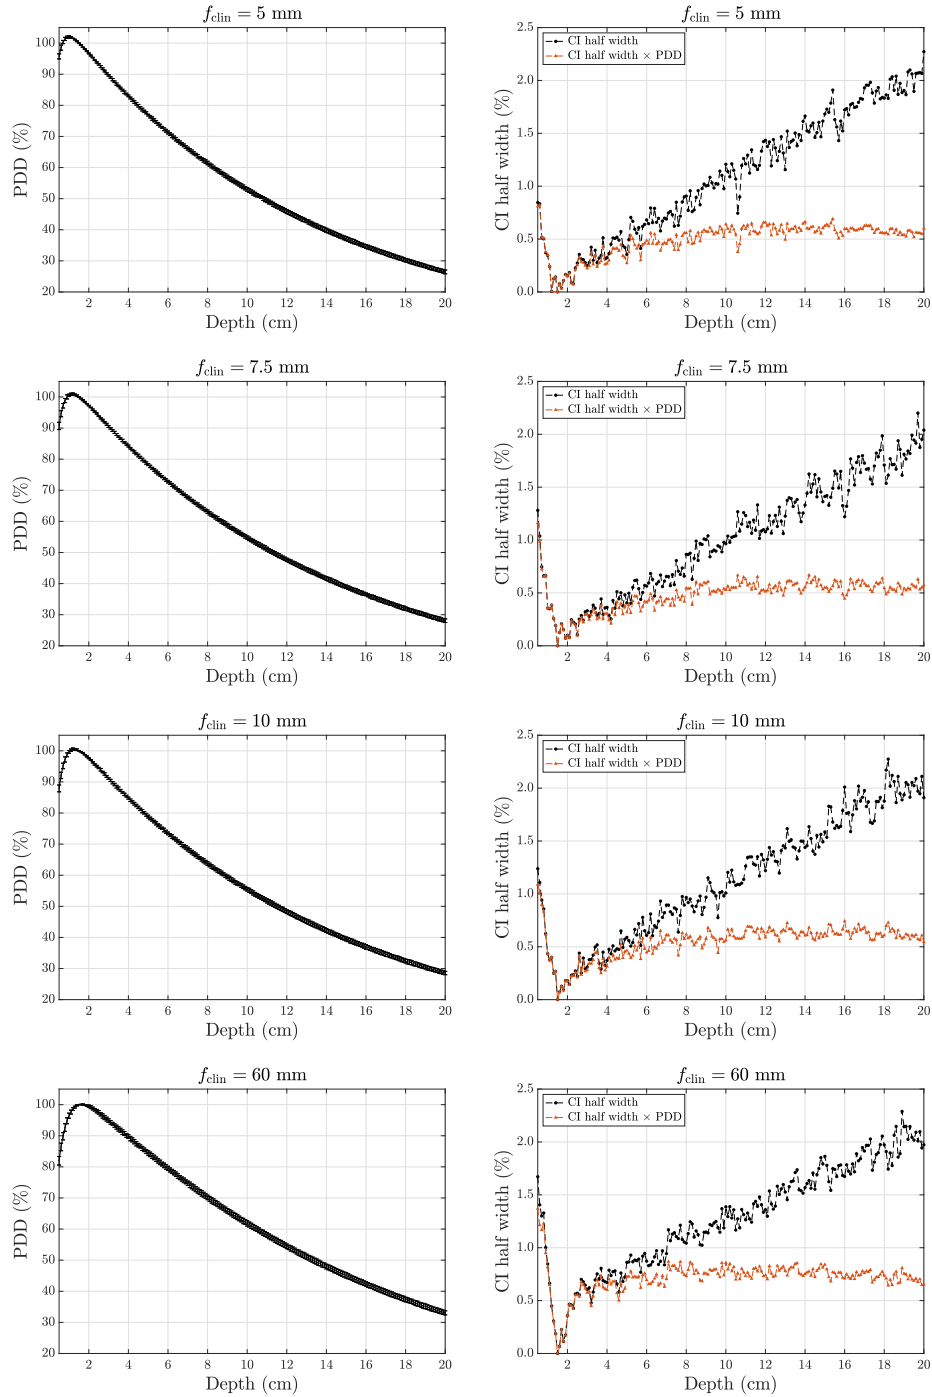 f_clin = 5 mm
PDD (%)
100
90
80
70
60
50
40
30
20
2 4 6 8 10 12 14 16 18 20
Depth (cm)
f_clin = 5 mm
CI half width
CI half width × PDD
CI half width (%)
2.5
2.0
1.5
1.0
0.5
0.0
2 4 6 8 10 12 14 16 18 20
Depth (cm)
f_clin = 7.5 mm
PDD (%)
100
90
80
70
60
50
40
30
20
2 4 6 8 10 12 14 16 18 20
Depth (cm)
f_clin = 7.5 mm
CI half width
CI half width × PDD
CI half width (%)
2.5
2.0
1.5
1.0
0.5
0.0
2 4 6 8 10 12 14 16 18 20
Depth (cm)
f_clin = 10 mm
PDD (%)
100
90
80
70
60
50
40
30
20
2 4 6 8 10 12 14 16 18 20
Depth (cm)
f_clin = 10 mm
CI half width
CI half width × PDD
CI half width (%)
2.5
2.0
1.5
1.0
0.5
0.0
2 4 6 8 10 12 14 16 18 20
Depth (cm)
f_clin = 60 mm
PDD (%)
100
90
80
70
60
50
40
30
20
2 4 6 8 10 12 14 16 18 20
Depth (cm)
f_clin = 60 mm
CI half width
CI half width × PDD
CI half width (%)
2.5
2.0
1.5
1.0
0.5
0.0
2 4 6 8 10 12 14 16 18 20
Depth (cm)